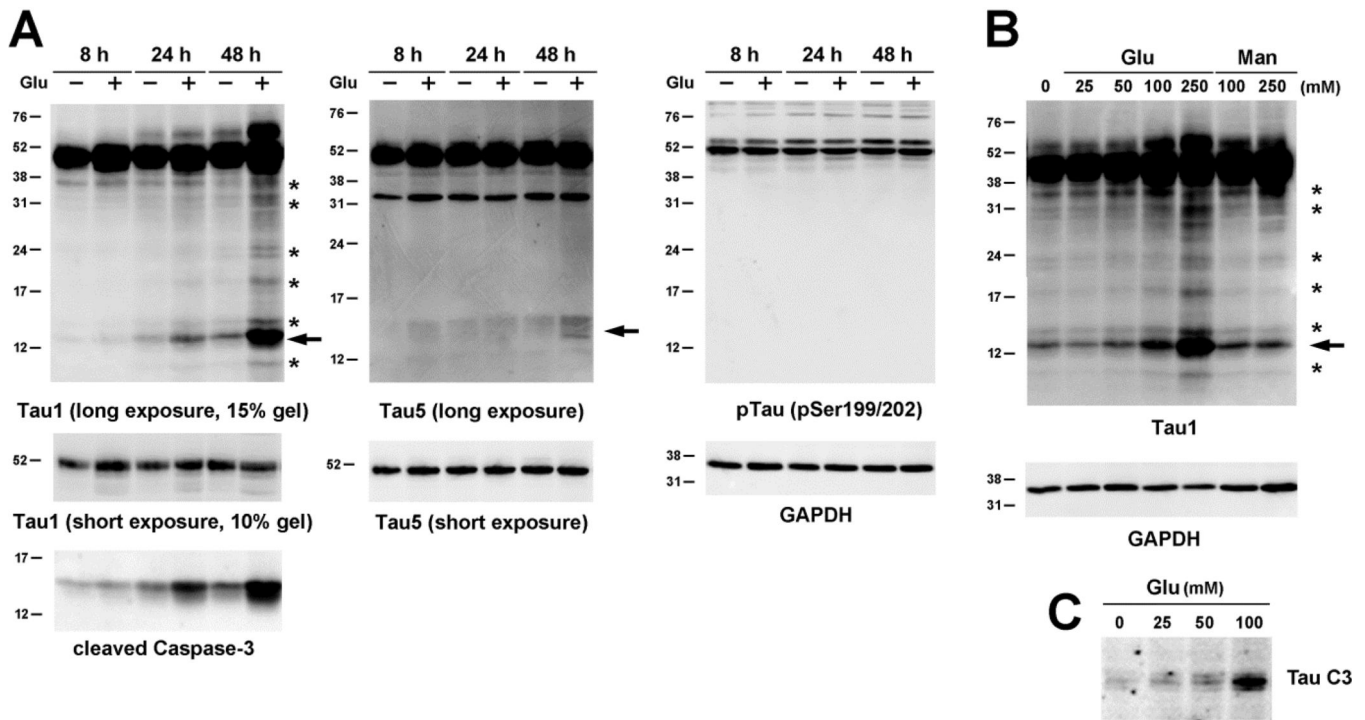 A
8 h 24 h 48 h
Glu − + − + − +
76
52
38
31
24
17
12
*
*
*
*
*
*
Tau1 (long exposure, 15% gel)
52
Tau1 (short exposure, 10% gel)
17
12
cleaved Caspase-3
8 h 24 h 48 h
Glu − + − + − +
76
52
38
31
24
17
12
Tau5 (long exposure)
52
Tau5 (short exposure)
8 h 24 h 48 h
Glu − + − + − +
76
52
38
31
24
17
12
pTau (pSer199/202)
38
31
GAPDH
B
Glu Man
0 25 50 100 250 100 250 (mM)
76
52
38
31
24
17
12
*
*
*
*
*
*
Tau1
38
31
GAPDH
C
Glu (mM)
0 25 50 100
Tau C3